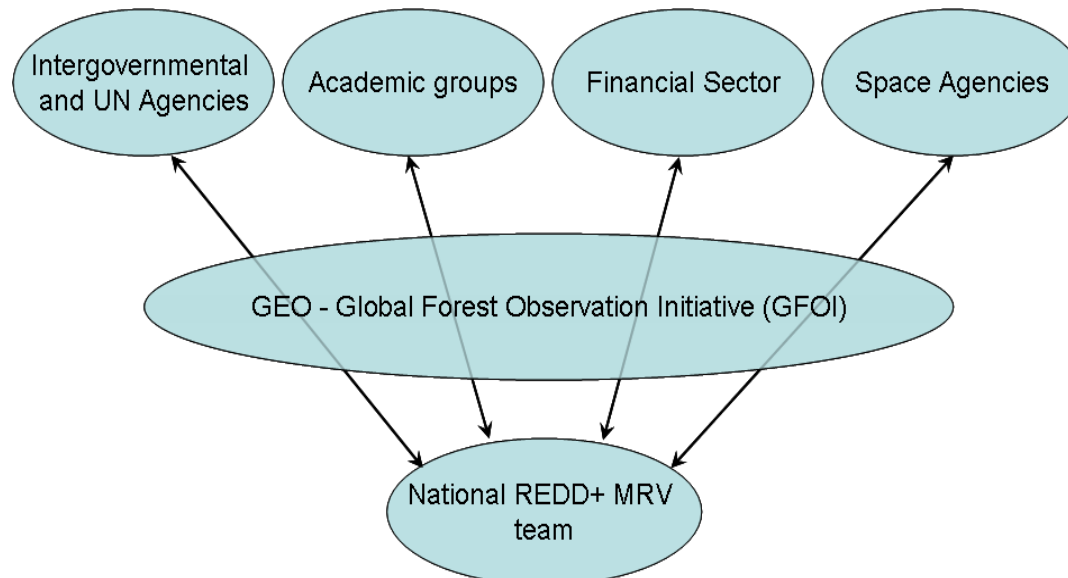 Intergovernmental
and UN Agencies
Academic groups
Financial Sector
Space Agencies
GEO - Global Forest Observation Initiative (GFOI)
National REDD+ MRV
team